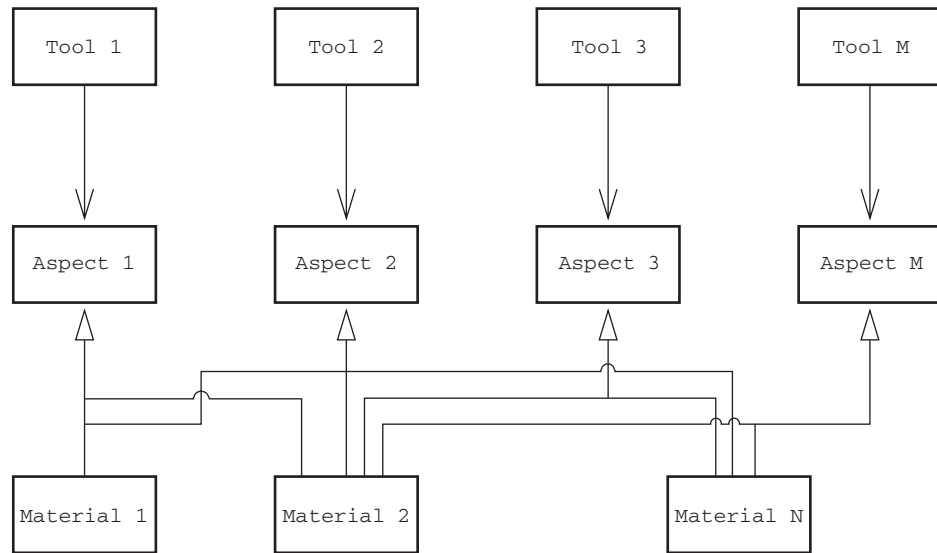 Tool 1
Tool 2
Tool 3
Tool M
Aspect 1
Aspect 2
Aspect 3
Aspect M
Material 1
Material 2
Material N